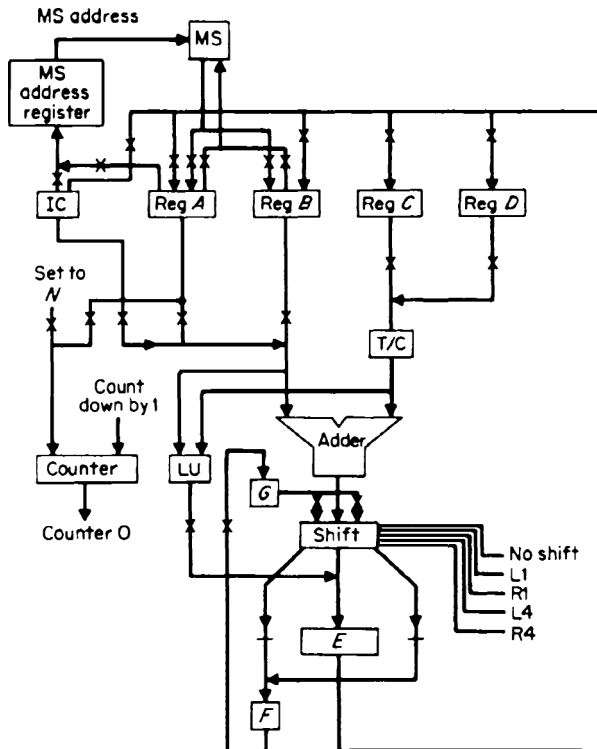 MS address
MS
MS
address
register
IC
Reg A
Reg B
Reg C
Reg D
Set to
N
T/C
Count
down by 1
Adder
Counter
LU
G
Counter 0
Shift
No shift
L1
R1
L4
R4
E
F